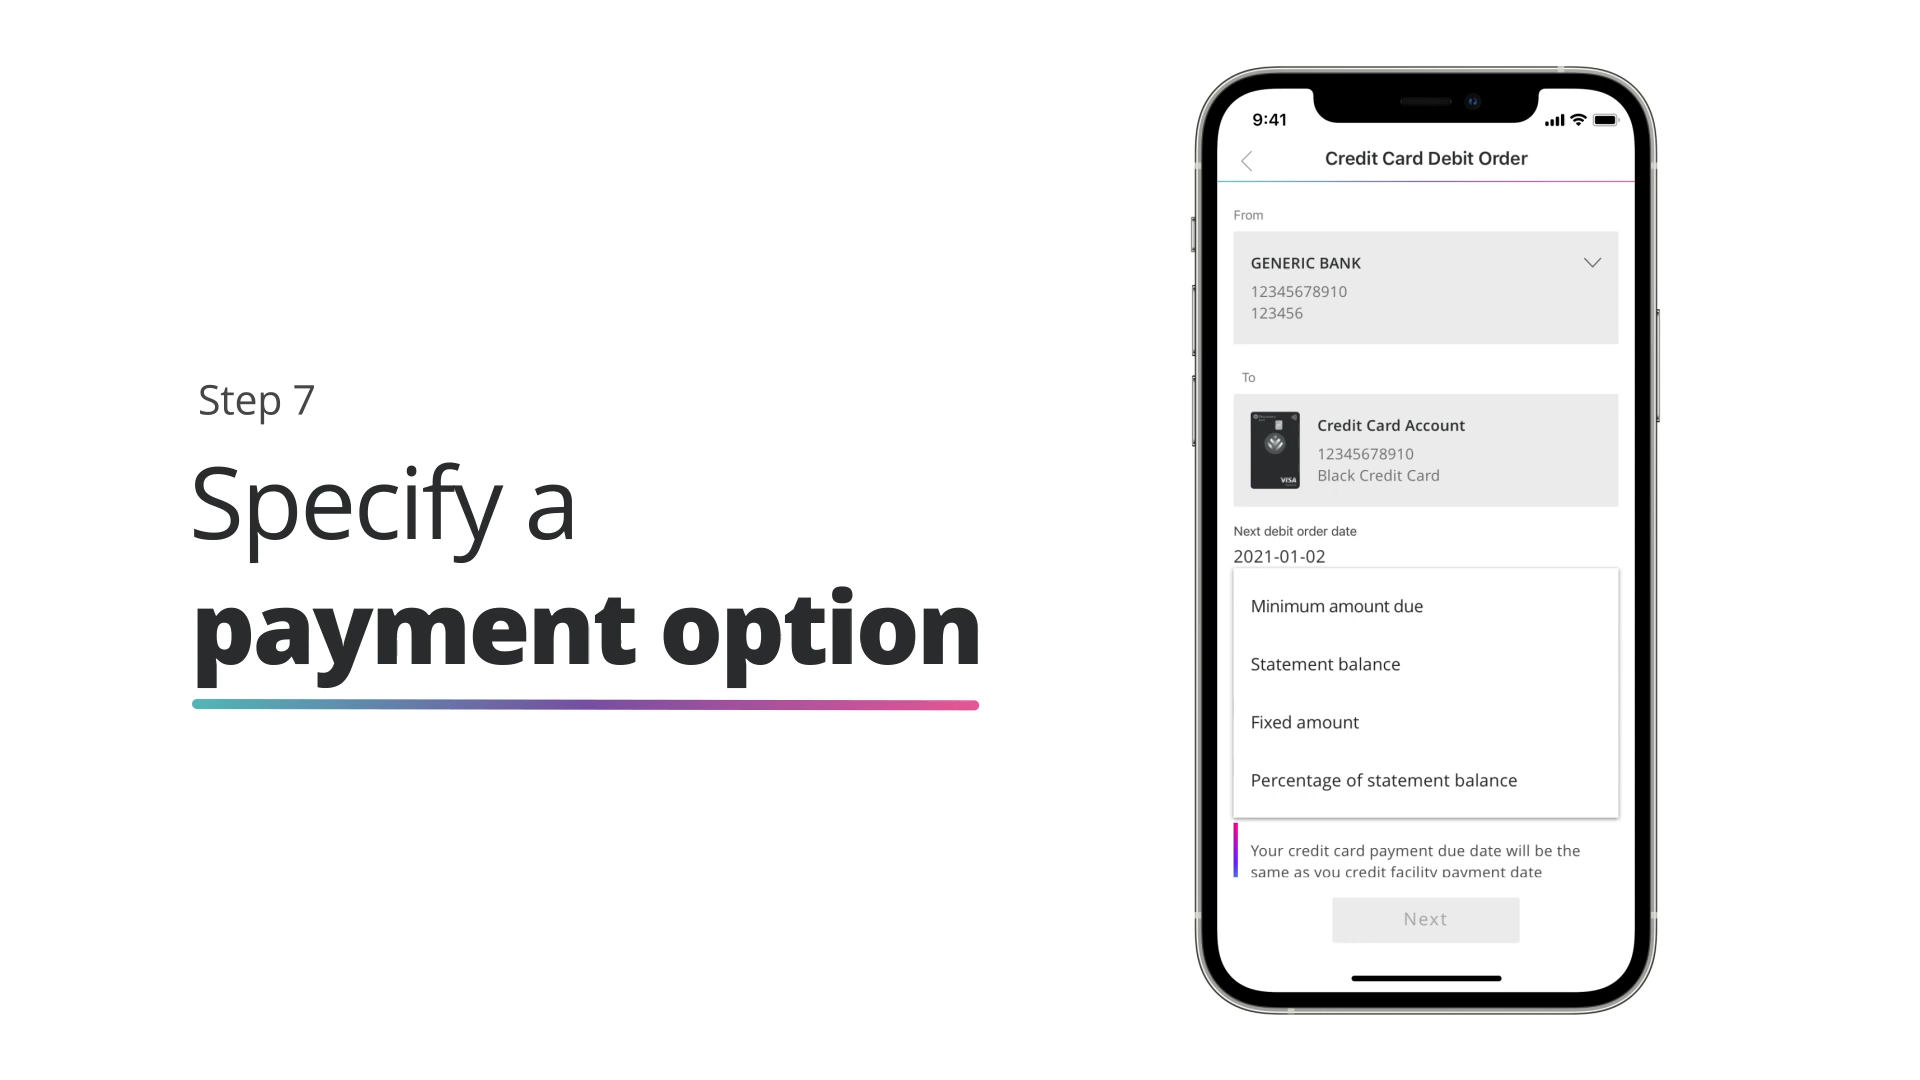 Step 7
Specify a
payment option
9:41
Credit Card Debit Order
From
GENERIC BANK
12345678910
123456
To
VISA
Credit Card Account
12345678910
Black Credit Card
Next debit order date
2021-01-02
Minimum amount due
Statement balance
Fixed amount
Percentage of statement balance
Your credit card payment due date will be the
same as you credit facility payment date
Next